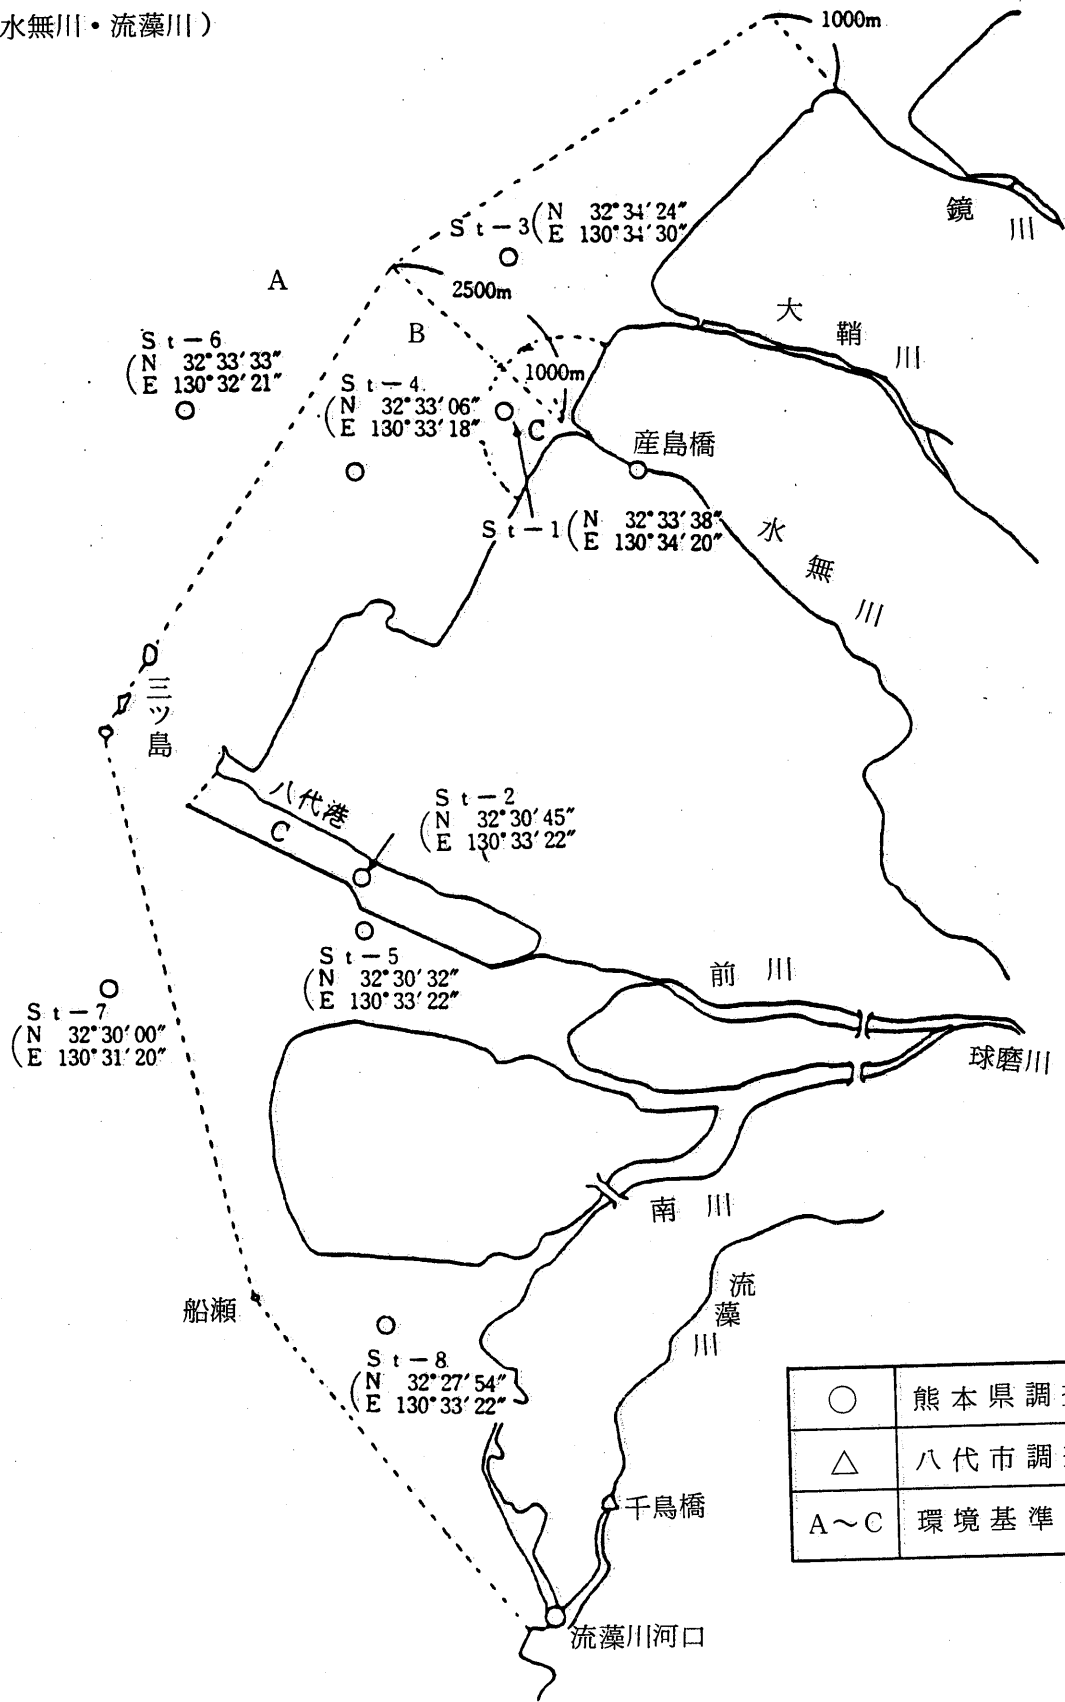 水無川・流藻川）
1000m
鏡川
St－3(N 32°34′24″
E 130°34′30″
A
2500m
大鞘川
B
St－6
(N 32°33′33″
E 130°32′21″
1000m
St－4
(N 32°33′06″
E 130°33′18″
C
産島橋
St－1(N 32°33′38″
E 130°34′20″
水無川
三ツ島
八代港
C
St－2
(N 32°30′45″
E 130°33′22″
St－5
(N 32°30′32″
E 130°33′22″
前川
St－7
(N 32°30′00″
E 131°31′20″
球磨川
南川
流藻川
船瀬
St－8
(N 32°27′54″
E 130°33′22″
○ 熊本県調
△ 八代市調
A～C 環境基準
千鳥橋
流藻川河口